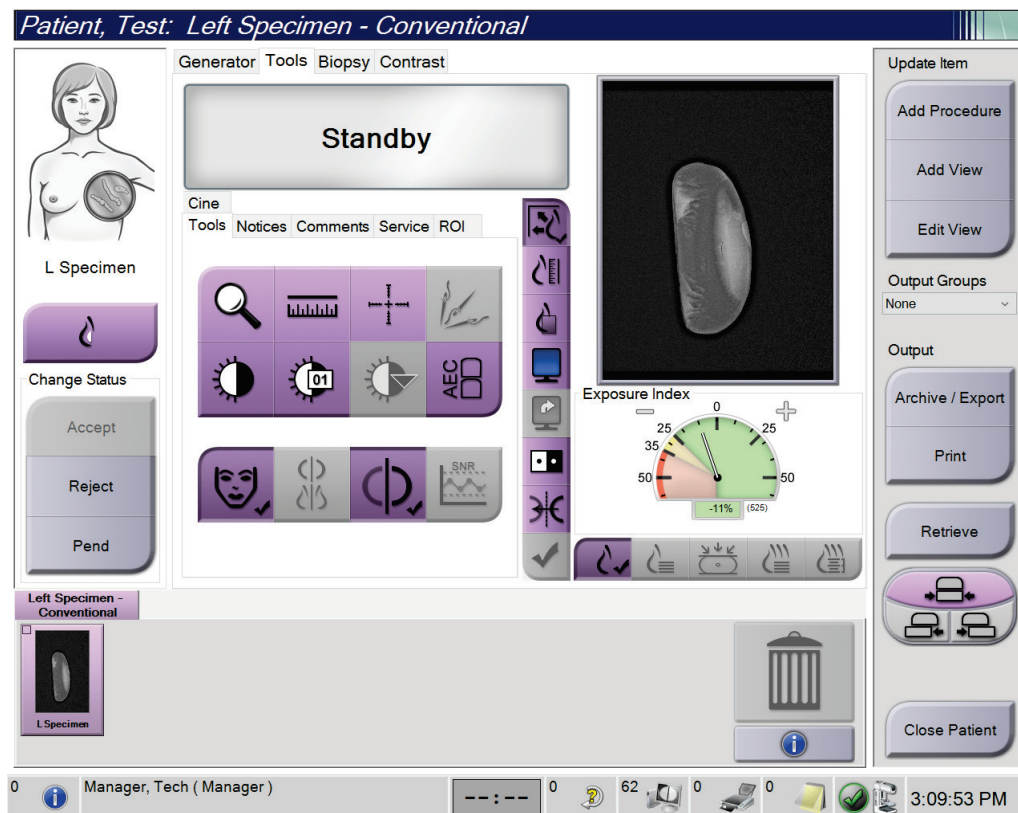 Patient, Test: Left Specimen - Conventional
Generator Tools Biopsy Contrast
Standby
Cine
Tools Notices Comments Service ROI
01
AEC
SNR
L Specimen
Change Status
Accept
Reject
Pend
Exposure Index
0
25 25
35
50 50
-11% (525)
Update Item
Add Procedure
Add View
Edit View
Output Groups
None
Output
Archive / Export
Print
Retrieve
Close Patient
Left Specimen -
Conventional
L Specimen
0 Manager, Tech ( Manager ) --:-- 0 62 0 0 3:09:53 PM